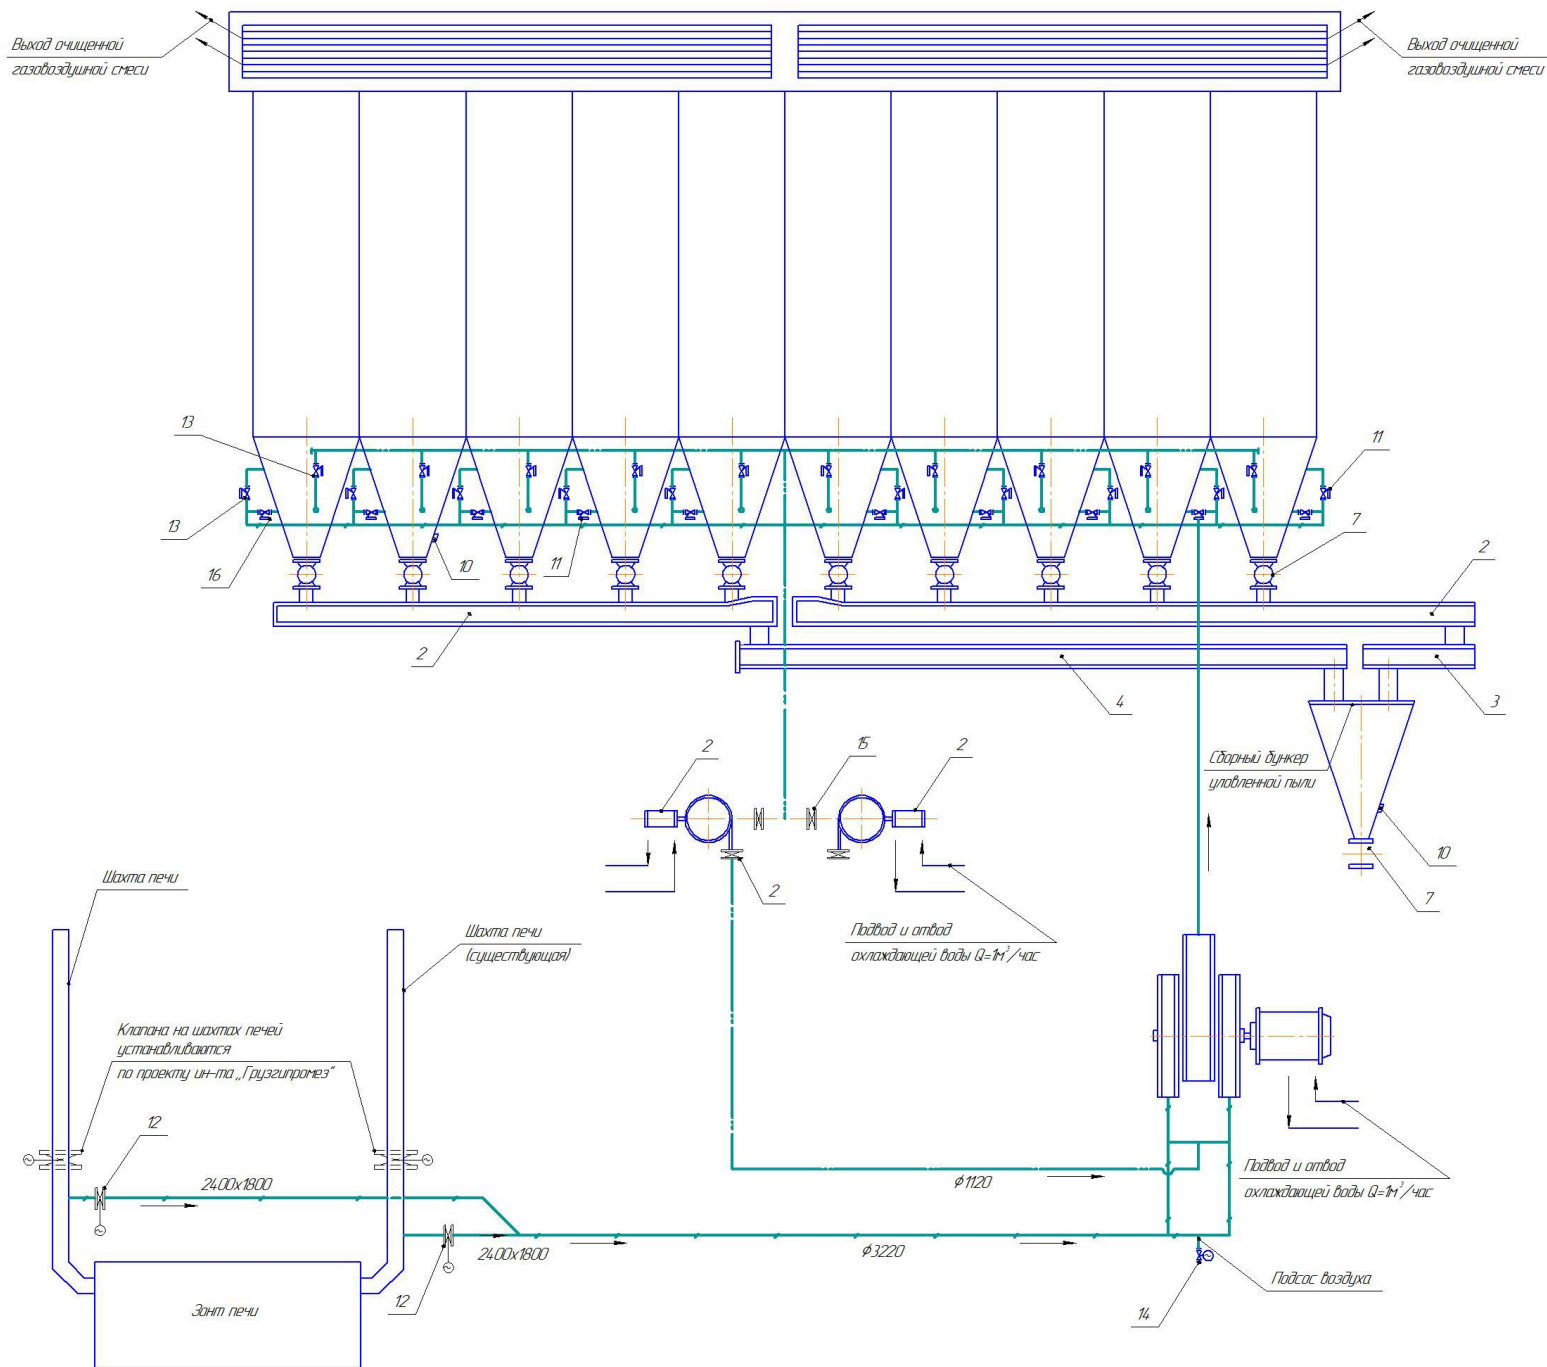 Выход очищенной
газовоздушной смеси
Выход очищенной
газовоздушной смеси
13
11
13
16
10
11
7
2
2
4
3
Сборный бункер
уловленной пыли
10
7
2
15
2
2
Подвод и отвод
охлаждающей воды Q=1м³/час
Шахта печи
Шахта печи
(существующая)
Клапана на шахтах печей
устанавливаются
по проекту ин-та „Грузгипромез"
12
2400х1800
12
2400х1800
ϕ3220
ϕ1120
Подвод и отвод
охлаждающей воды Q=1м³/час
Подсос воздуха
14
Зонт печи